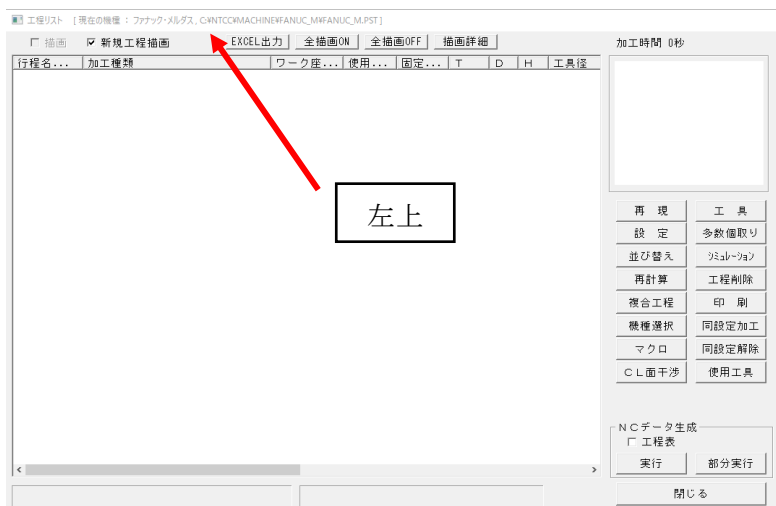 工程リスト [ 現在の機種 : ファナック・メルダス , C:¥NTCC¥MACHINE¥FANUC_M¥FANUC_M.PST ]
描画 新規工程描画 EXCEL出力 全描画ON 全描画OFF 描画詳細 加工時間 0秒
行程名... 加工種類 ワーク座... 使用... 固定... T D H 工具径
左上
再 現 工 具
設 定 多数個取り
並び替え シミュレーション
再計算 工程削除
複合工程 印 刷
機種選択 同設定加工
マクロ 同設定解除
CL面干渉 使用工具
NCデータ生成
工程表
実行 部分実行
閉じる